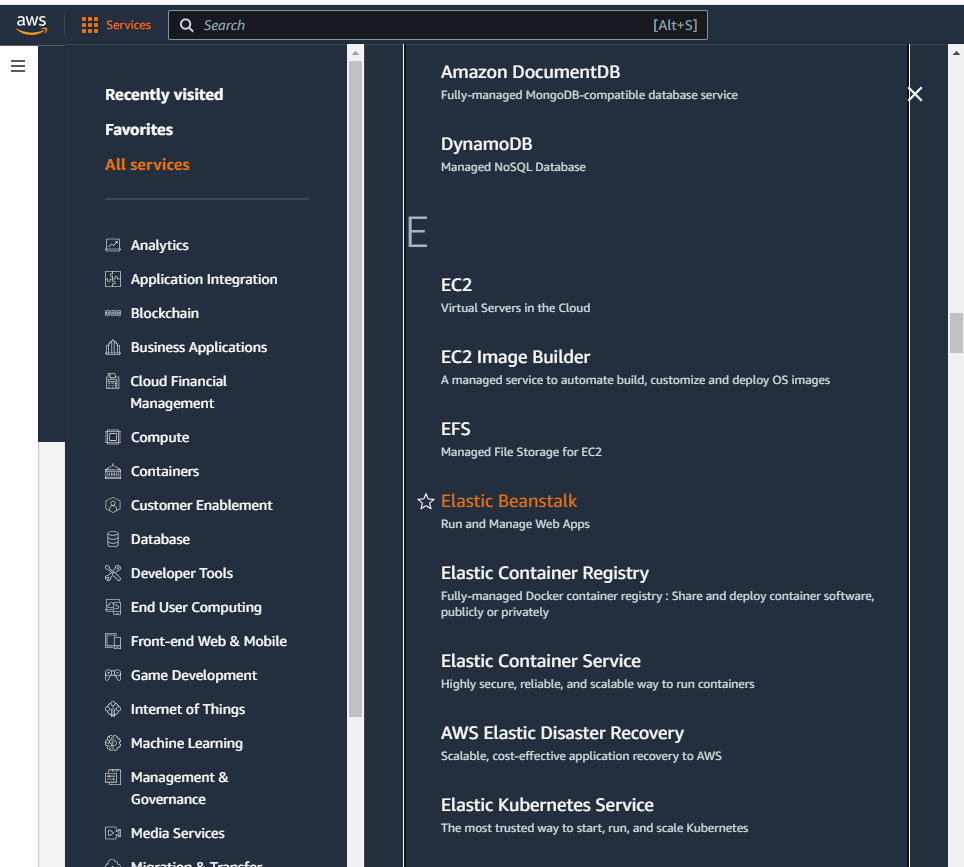 aws
Services
Search
[Alt+S]
Recently visited
Favorites
All services
Analytics
Application Integration
Blockchain
Business Applications
Cloud Financial
Management
Compute
Containers
Customer Enablement
Database
Developer Tools
End User Computing
Front-end Web & Mobile
Game Development
Internet of Things
Machine Learning
Management &
Governance
Media Services
Migration & Transfer
Amazon DocumentDB
Fully-managed MongoDB-compatible database service
DynamoDB
Managed NoSQL Database
E
EC2
Virtual Servers in the Cloud
EC2 Image Builder
A managed service to automate build, customize and deploy OS images
EFS
Managed File Storage for EC2
Elastic Beanstalk
Run and Manage Web Apps
Elastic Container Registry
Fully-managed Docker container registry : Share and deploy container software,
publicly or privately
Elastic Container Service
Highly secure, reliable, and scalable way to run containers
AWS Elastic Disaster Recovery
Scalable, cost-effective application recovery to AWS
Elastic Kubernetes Service
The most trusted way to start, run, and scale Kubernetes